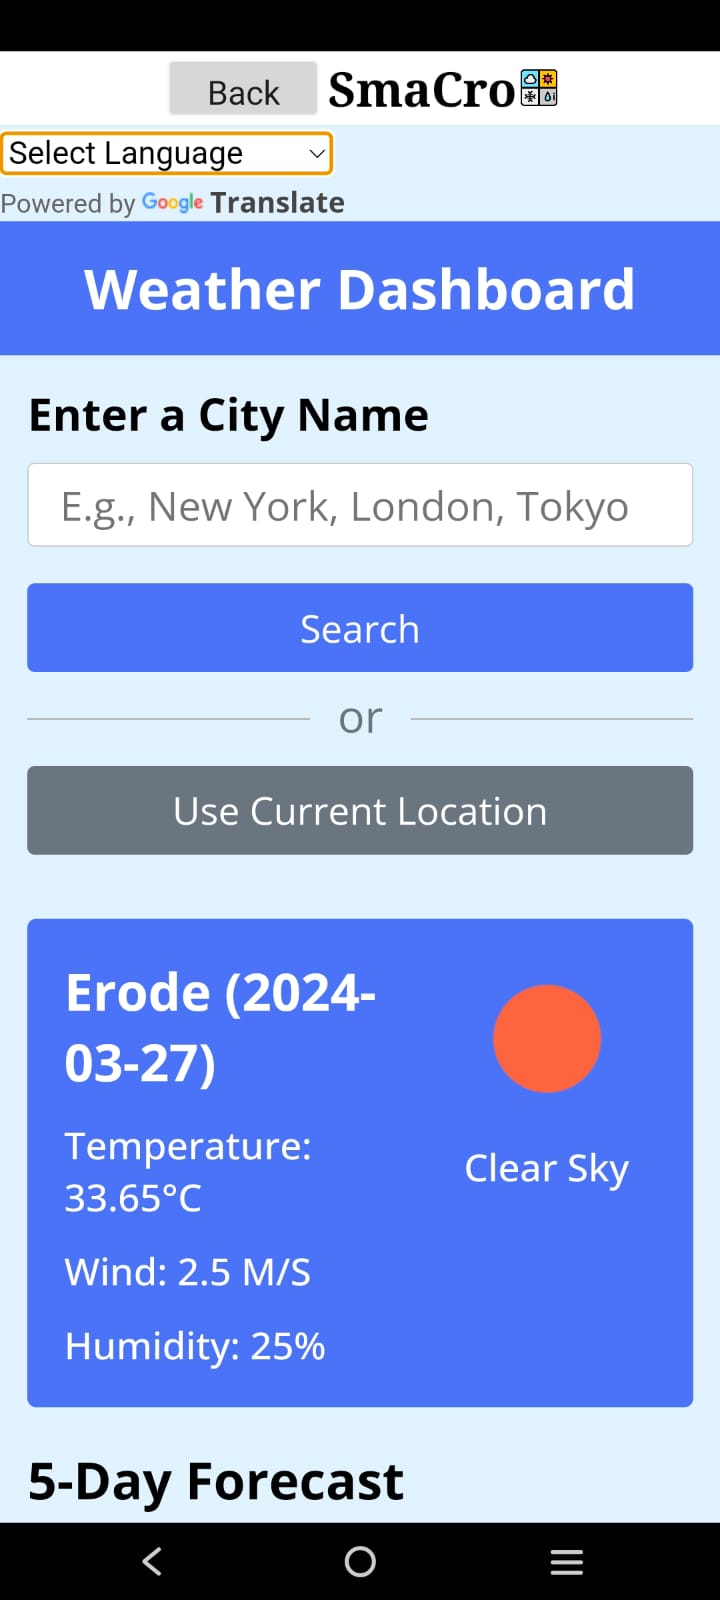 Back SmaCro
Select Language
Powered by Google Translate
Weather Dashboard
Enter a City Name
E.g., New York, London, Tokyo
Search
or
Use Current Location
Erode (2024-
03-27)
Temperature:
33.65°C
Wind: 2.5 M/S
Humidity: 25%
Clear Sky
5-Day Forecast